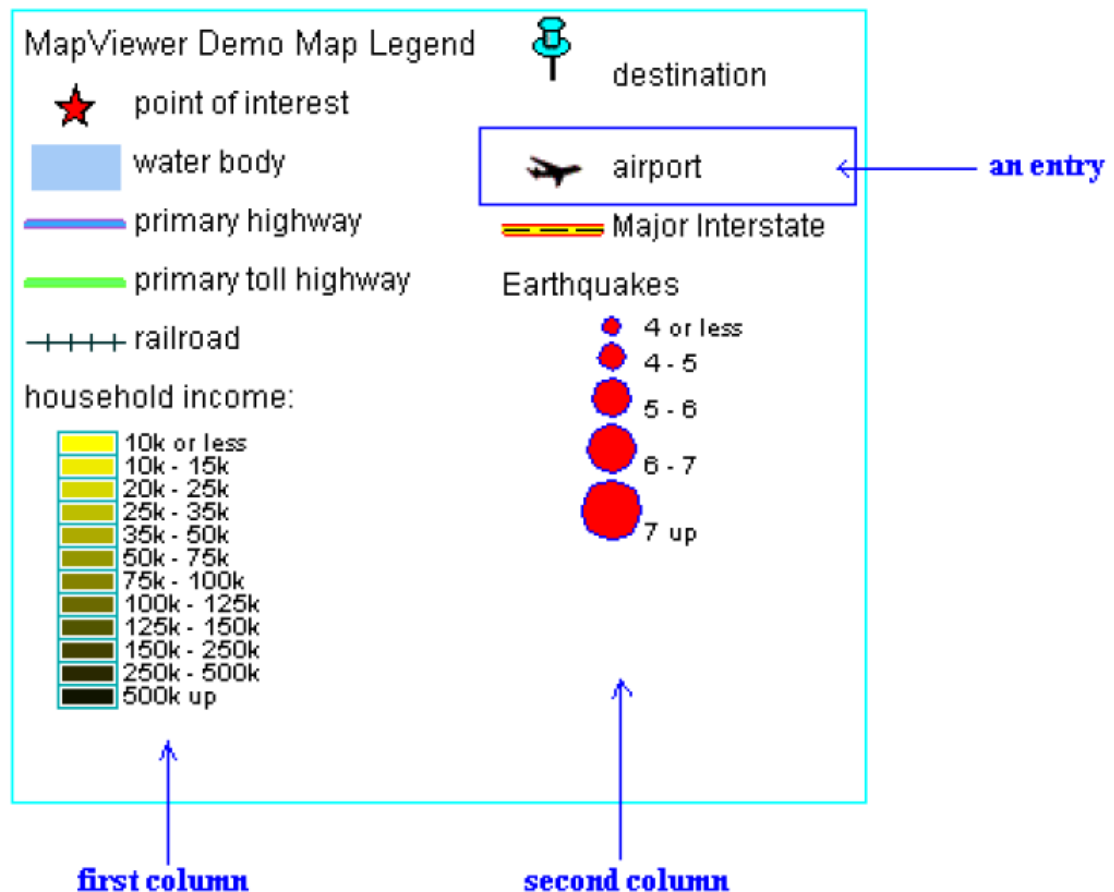 MapViewer Demo Map Legend
point of interest
water body
primary highway
primary toll highway
railroad
household income:
10k or less
10k - 15k
20k - 25k
25k - 35k
35k - 50k
50k - 75k
75k - 100k
100k - 125k
125k - 150k
150k - 250k
250k - 500k
500k up
destination
airport
Major Interstate
Earthquakes
4 or less
4 - 5
5 - 6
6 - 7
7 up
an entry
first column
second column